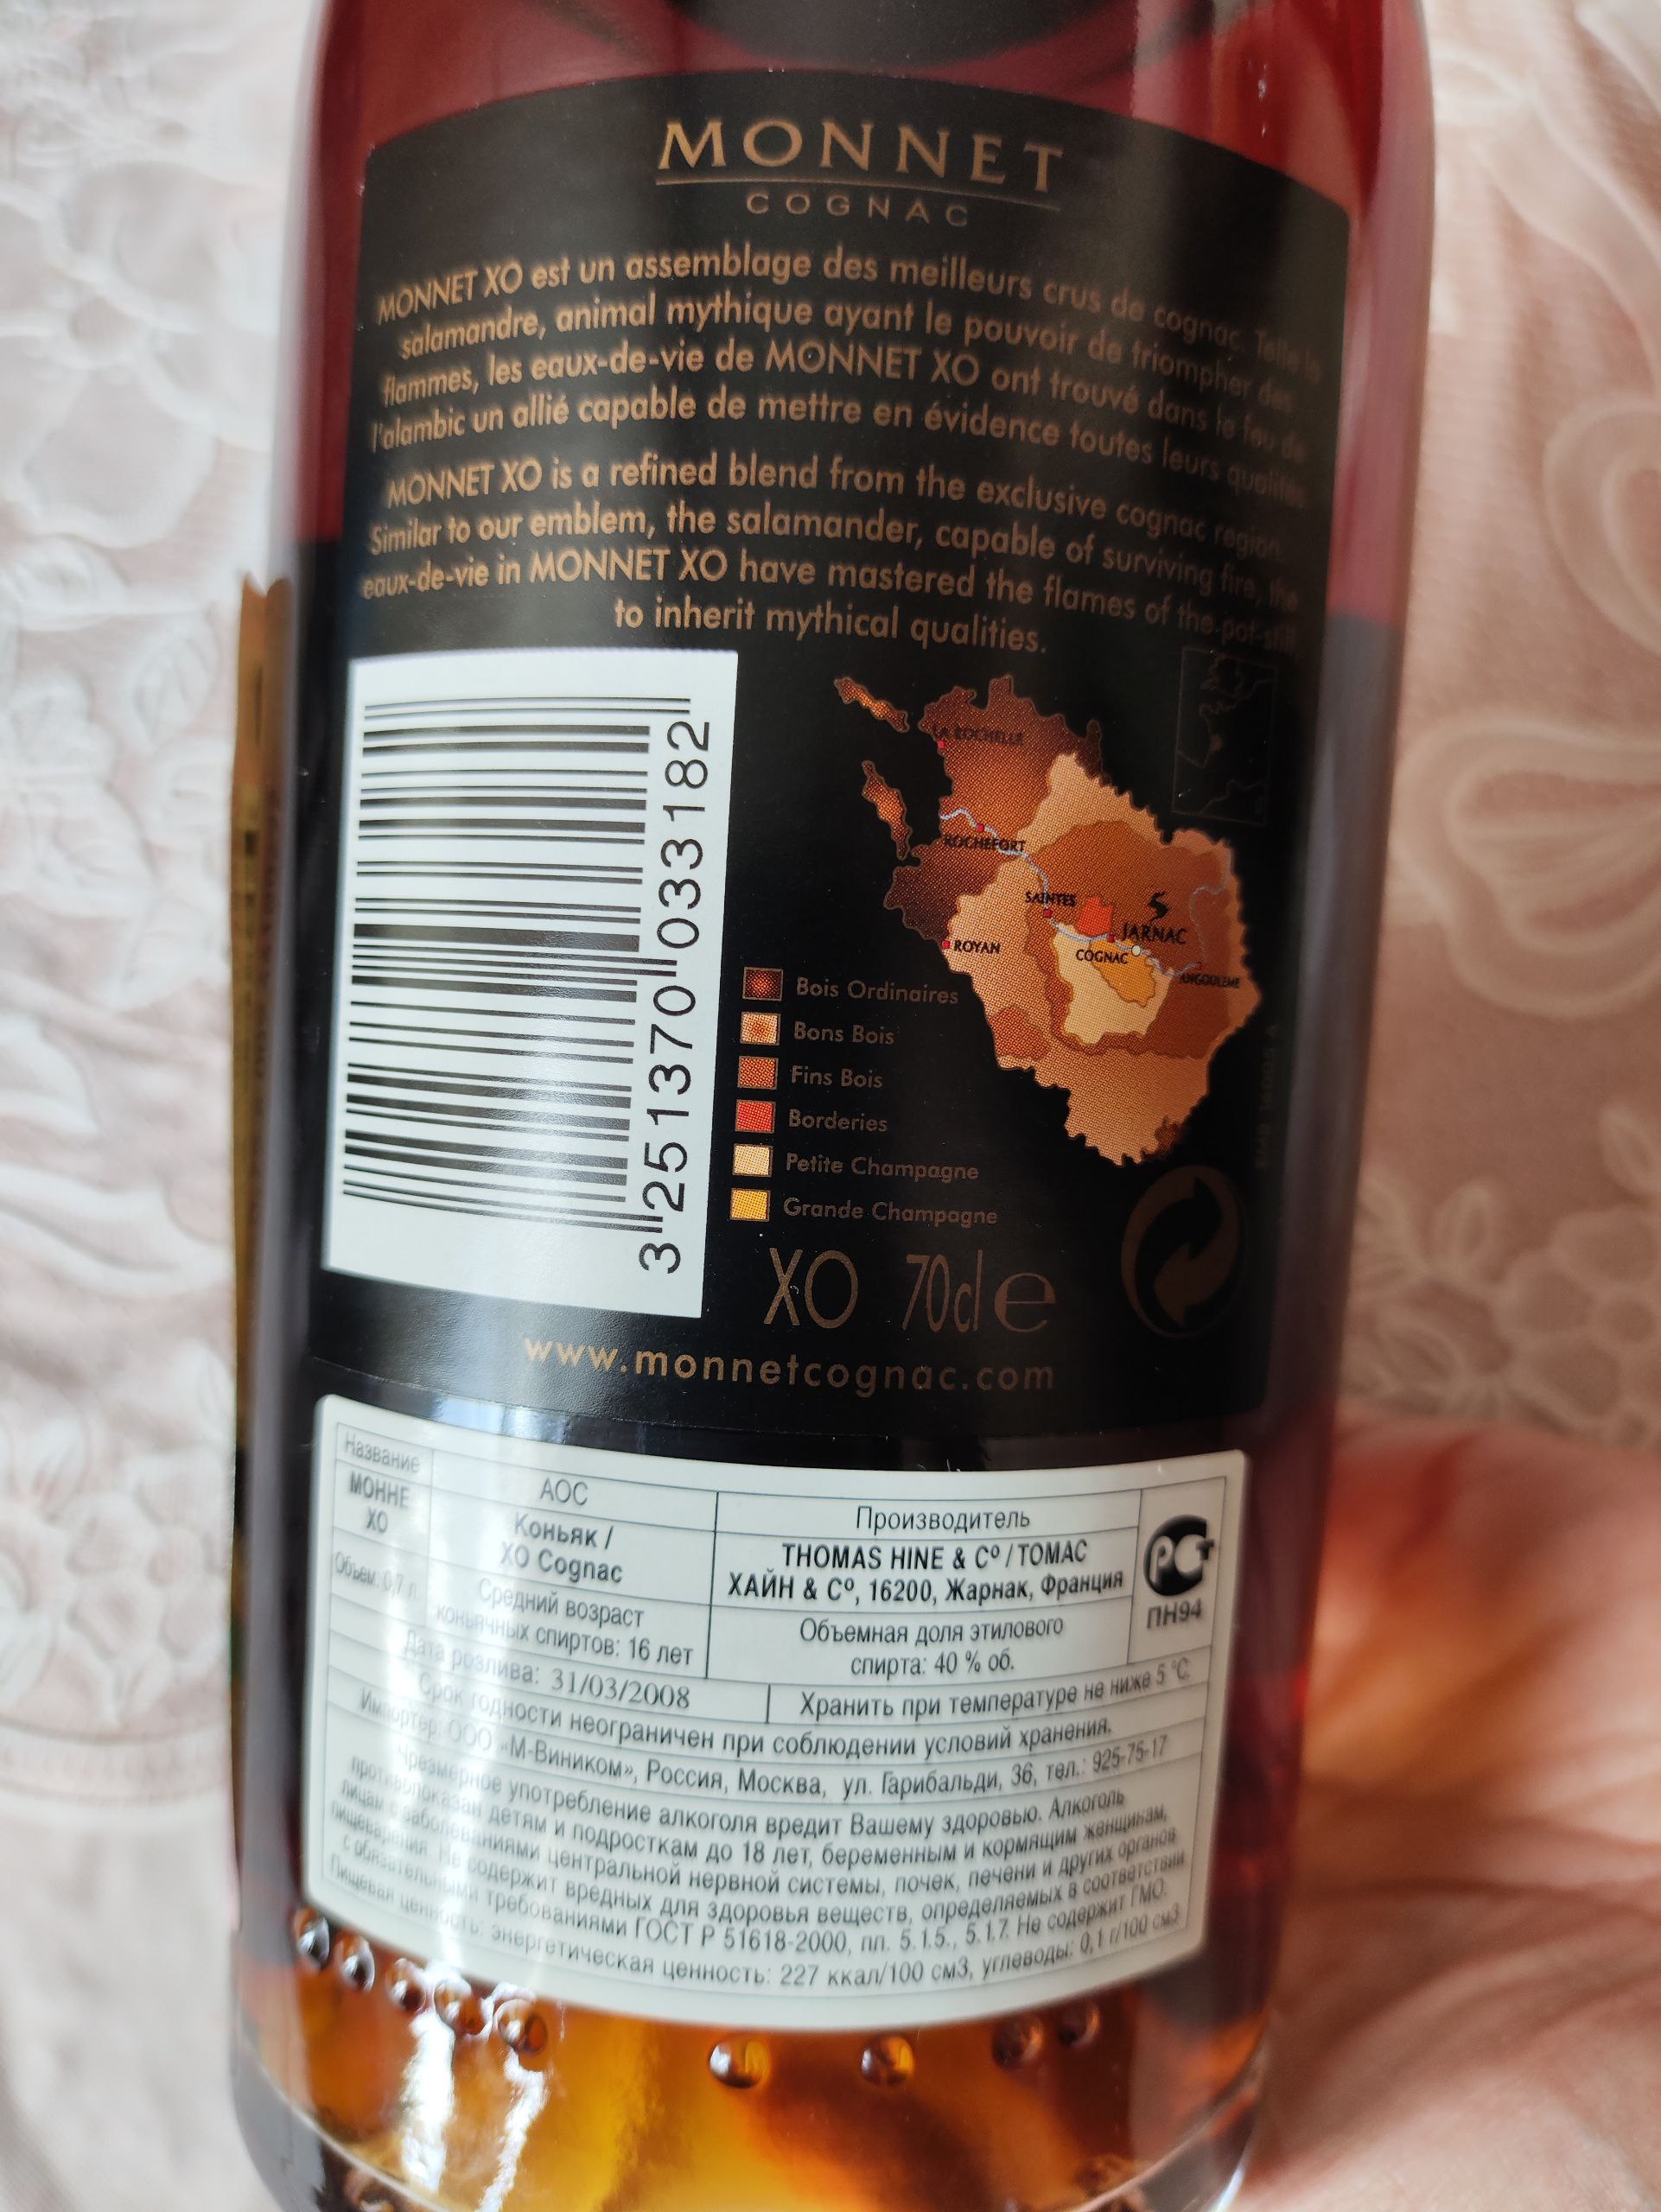 MONNET
COGNAC
MONNET XO est un assemblage des meilleurs crus de cognac. Telle la
salamandre, animal mythique ayant le pouvoir de triompher des
flammes, les eaux-de-vie de MONNET XO ont trouvé dans le feu de
l'alambic un allié capable de mettre en évidence toutes leurs qualités.
MONNET XO is a refined blend from the exclusive cognac region.
Similar to our emblem, the salamander, capable of surviving fire, the
eaux-de-vie in MONNET XO have mastered the flames of the pot-still
to inherit mythical qualities.
3 251370 033182
LA ROCHELLE
ROCHEFORT
SAINTES
JARNAC
ROYAN
COGNAC
ANGOULEME
Bois Ordinaires
Bons Bois
Fins Bois
Borderies
Petite Champagne
Grande Champagne
XO 70cl e
www.monnetcognac.com
Название
МОННЕ
ХО
Объем: 0,7 л
АОС
Коньяк /
XO Cognac
Средний возраст
коньячных спиртов: 16 лет
Производитель
THOMAS HINE & Cº / ТОМАС
ХАЙН & Cº, 16200, Жарнак, Франция
Объемная доля этилового
спирта: 40 % об.
РСТ
ПН94
Дата розлива: 31/03/2008
Хранить при температуре не ниже 5 °С.
Срок годности неограничен при соблюдении условий хранения.
Импортер: ООО «М-Виником», Россия, Москва, ул. Гарибальди, 36, тел.: 925-75-17
Чрезмерное употребление алкоголя вредит Вашему здоровью. Алкоголь
противопоказан детям и подросткам до 18 лет, беременным и кормящим женщинам,
лицам с заболеваниями центральной нервной системы, почек, печени и других органов
пищеварения. Не содержит вредных для здоровья веществ, определяемых в соответствии
с обязательными требованиями ГОСТ Р 51618-2000, пп. 5.1.5., 5.1.7. Не содержит ГМО.
Пищевая ценность: энергетическая ценность: 227 ккал/100 см3, углеводы: 0,1 г/100 см3